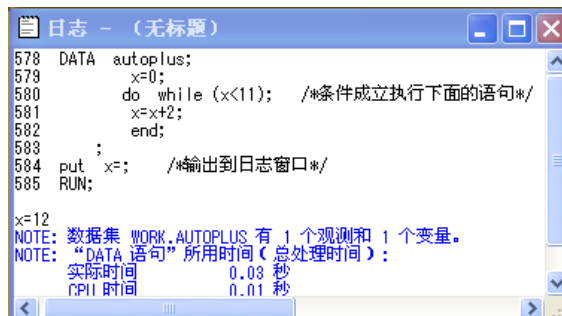 日志 - （无标题）
578 DATA autoplus;
579 x=0;
580 do while (x<11); /*条件成立执行下面的语句*/
581 x=x+2;
582 end;
583 ;
584 put x=; /*输出到日志窗口*/
585 RUN;
x=12
NOTE: 数据集 WORK.AUTOPLUS 有 1 个观测和 1 个变量。
NOTE: “DATA 语句”所用时间（总处理时间）:
实际时间 0.03 秒
CPU 时间 0.01 秒